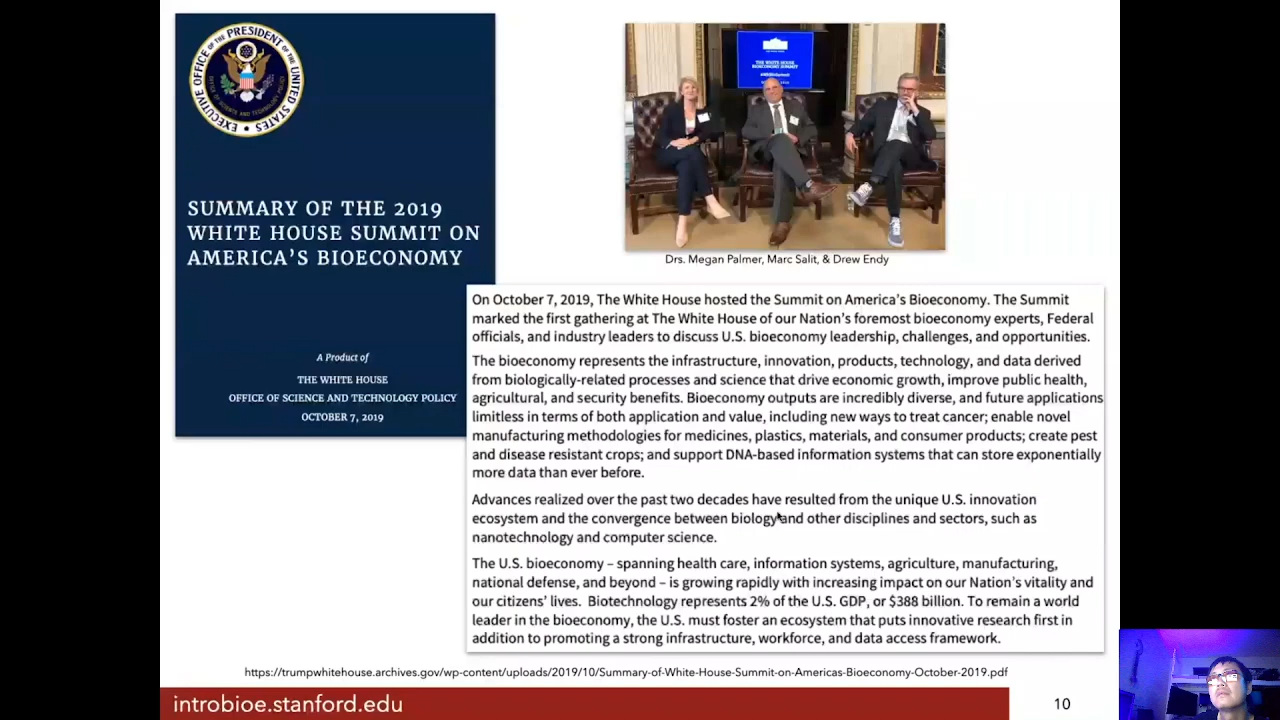 EXECUTIVE OFFICE OF THE PRESIDENT OF THE UNITED STATES
OFFICE OF SCIENCE AND TECHNOLOGY POLICY
SUMMARY OF THE 2019
WHITE HOUSE SUMMIT ON
AMERICA'S BIOECONOMY
A Product of
THE WHITE HOUSE
OFFICE OF SCIENCE AND TECHNOLOGY POLICY
OCTOBER 7, 2019
THE WHITE HOUSE
BIOECONOMY SUMMIT
Drs. Megan Palmer, Marc Salit, & Drew Endy
On October 7, 2019, The White House hosted the Summit on America's Bioeconomy. The Summit
marked the first gathering at The White House of our Nation's foremost bioeconomy experts, Federal
officials, and industry leaders to discuss U.S. bioeconomy leadership, challenges, and opportunities.
The bioeconomy represents the infrastructure, innovation, products, technology, and data derived
from biologically-related processes and science that drive economic growth, improve public health,
agricultural, and security benefits. Bioeconomy outputs are incredibly diverse, and future applications
limitless in terms of both application and value, including new ways to treat cancer; enable novel
manufacturing methodologies for medicines, plastics, materials, and consumer products; create pest
and disease resistant crops; and support DNA-based information systems that can store exponentially
more data than ever before.
Advances realized over the past two decades have resulted from the unique U.S. innovation
ecosystem and the convergence between biology and other disciplines and sectors, such as
nanotechnology and computer science.
The U.S. bioeconomy – spanning health care, information systems, agriculture, manufacturing,
national defense, and beyond – is growing rapidly with increasing impact on our Nation's vitality and
our citizens' lives. Biotechnology represents 2% of the U.S. GDP, or $388 billion. To remain a world
leader in the bioeconomy, the U.S. must foster an ecosystem that puts innovative research first in
addition to promoting a strong infrastructure, workforce, and data access framework.
https://trumpwhitehouse.archives.gov/wp-content/uploads/2019/10/Summary-of-White-House-Summit-on-Americas-Bioeconomy-October-2019.pdf
introbioe.stanford.edu
10